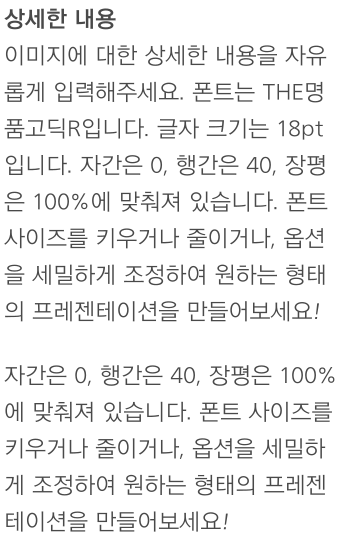 상세한 내용
이미지에 대한 상세한 내용을 자유
롭게 입력해주세요. 폰트는 THE명
품고딕R입니다. 글자 크기는 18pt
입니다. 자간은 0, 행간은 40, 장평
은 100%에 맞춰져 있습니다. 폰트
사이즈를 키우거나 줄이거나, 옵션
을 세밀하게 조정하여 원하는 형태
의 프레젠테이션을 만들어보세요!
자간은 0, 행간은 40, 장평은 100%
에 맞춰져 있습니다. 폰트 사이즈를
키우거나 줄이거나, 옵션을 세밀하
게 조정하여 원하는 형태의 프레젠
테이션을 만들어보세요!